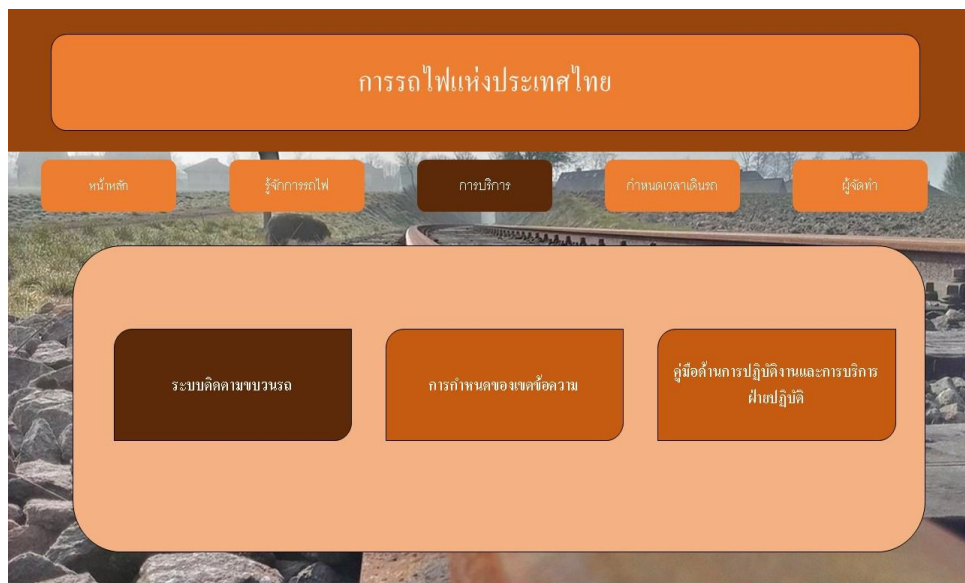 การรถไฟแห่งประเทศไทย
หน้าหลัก
รู้จักการรถไฟ
การบริการ
กำหนดเวลาเดินรถ
ผู้จัดทำ
ระบบติดตามขบวนรถ
การกำหนดของเขตข้อความ
คู่มือด้านการปฏิบัติงานและการบริการ
ฝ่ายปฏิบัติ